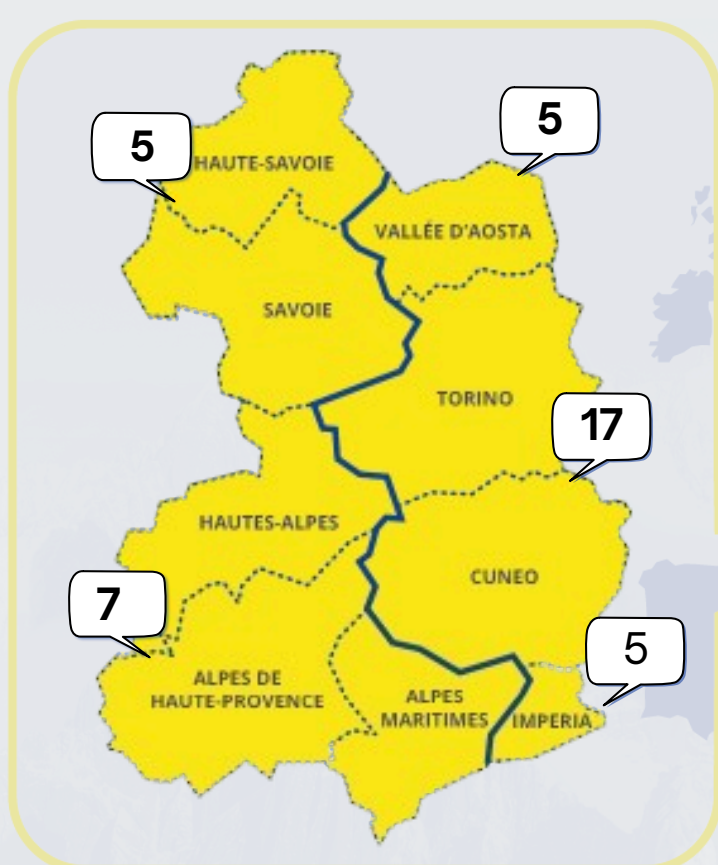 5
5
HAUTE-SAVOIE
VALLÉE D'AOSTA
SAVOIE
TORINO
17
HAUTES-ALPES
CUNEO
7
5
ALPES DE
HAUTE-PROVENCE
ALPES
MARITIMES
IMPERIA